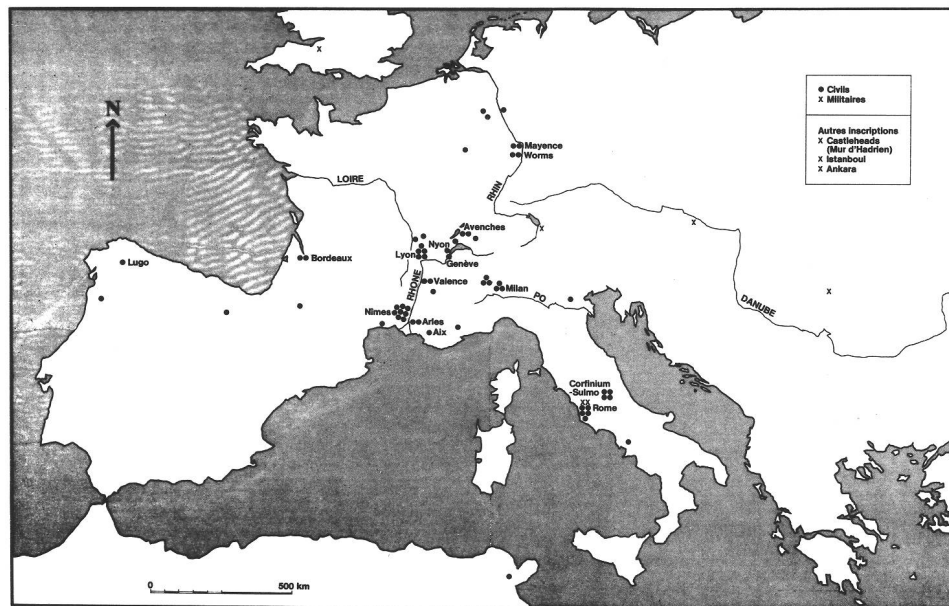 N
● Civils
x Militaires
Autres inscriptions
x Castleheads
(Mur d'Hadrien)
x Istanboul
x Ankara
Mayence
Worms
LOIRE
RHIN
Avenches
Nyon
Lyon
Genève
Lugo
Bordeaux
RHONE
Valence
Milan
PO
DANUBE
Nimes
Arles
Aix
Corfinium
-Sulmo
Rome
0
500 km